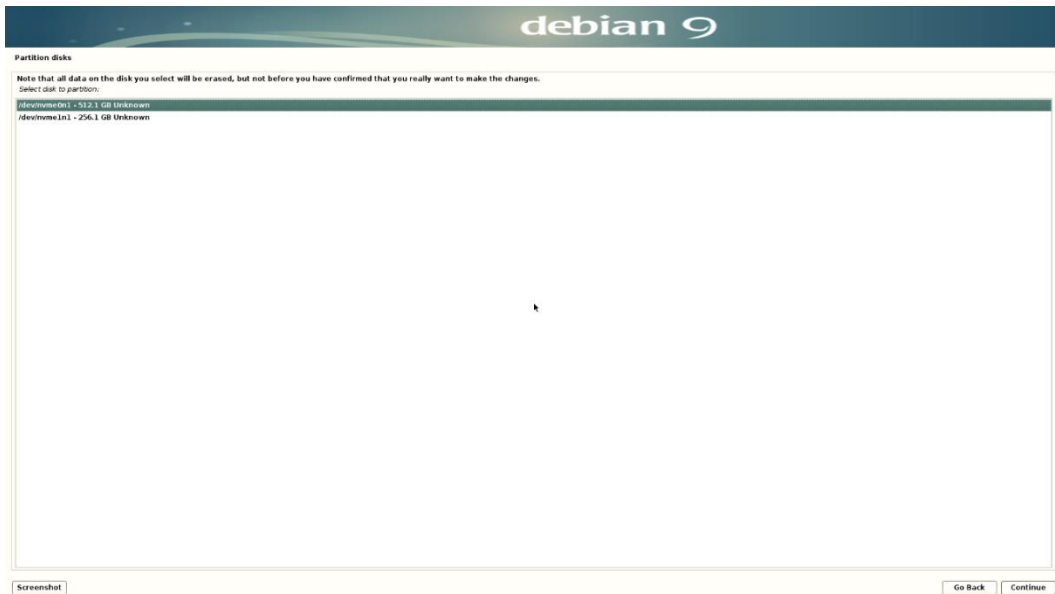 debian 9
Partition disks
Note that all data on the disk you select will be erased, but not before you have confirmed that you really want to make the changes.
Select disk to partition:
/dev/nvme0n1 - 512.1 GB Unknown
/dev/nvme1n1 - 256.1 GB Unknown
Screenshot
Go Back
Continue